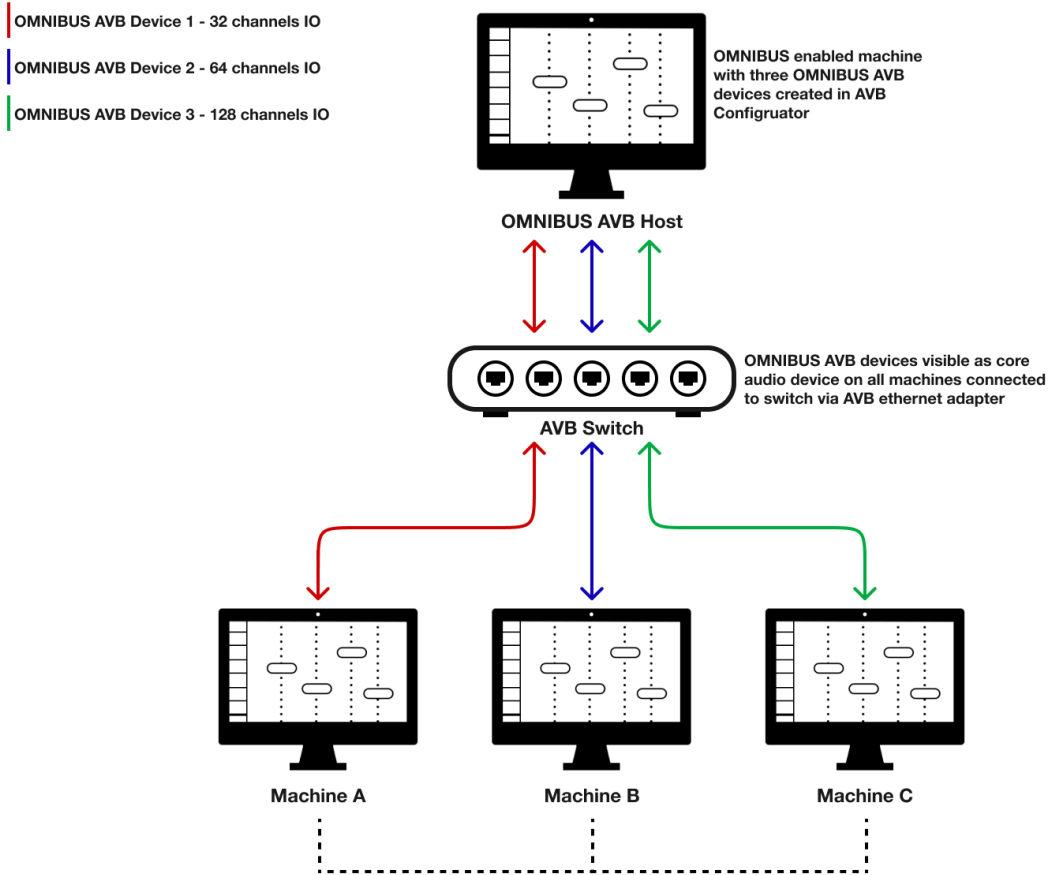 OMNIBUS AVB Device 1 - 32 channels IO
OMNIBUS AVB Device 2 - 64 channels IO
OMNIBUS AVB Device 3 - 128 channels IO
OMNIBUS enabled machine
with three OMNIBUS AVB
devices created in AVB
Configruator
OMNIBUS AVB Host
OMNIBUS AVB devices visible as core
audio device on all machines connected
to switch via AVB ethernet adapter
AVB Switch
Machine A
Machine B
Machine C